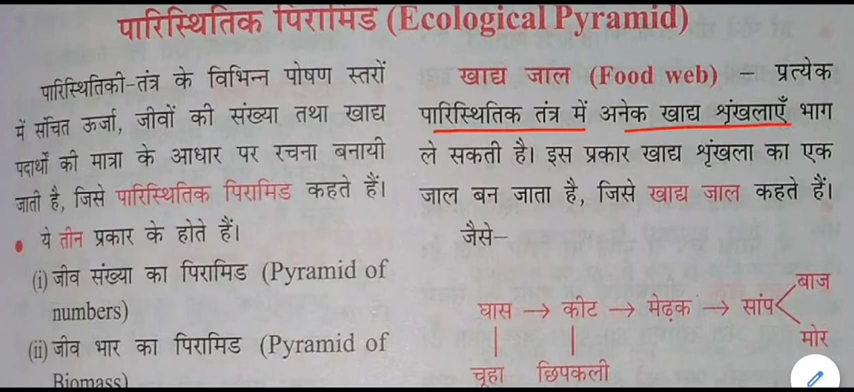 पारिस्थितिक पिरामिड (Ecological Pyramid)
पारिस्थितिकी-तंत्र के विभिन्न पोषण स्तरों
में संचित ऊर्जा, जीवों की संख्या तथा खाद्य
पदार्थों की मात्रा के आधार पर रचना बनायी
जाती है, जिसे पारिस्थितिक पिरामिड कहते हैं।
• ये तीन प्रकार के होते हैं।
(i) जीव संख्या का पिरामिड (Pyramid of
numbers)
(ii) जीव भार का पिरामिड (Pyramid of
Biomass)
खाद्य जाल (Food web) – प्रत्येक
पारिस्थितिक तंत्र में अनेक खाद्य श्रृंखलाएँ भाग
ले सकती है। इस प्रकार खाद्य श्रृंखला का एक
जाल बन जाता है, जिसे खाद्य जाल कहते हैं।
जैसे–
बाज
घास → कीट → मेढ़क → सांप
मोर
चूहा छिपकली